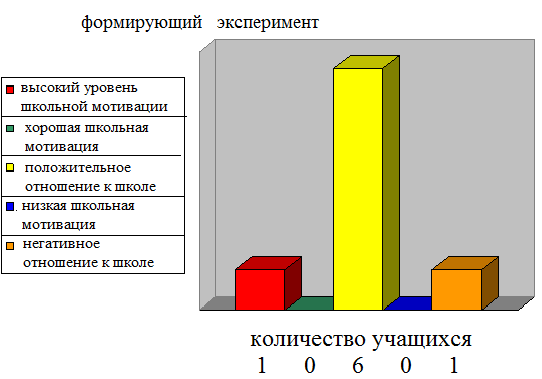 формирующий эксперимент
высокий уровень
школьной мотивации
хорошая школьная
мотивация
положительное
отношение к школе
низкая школьная
мотивация
негативное
отношение к школе
количество учащихся
1 0 6 0 1